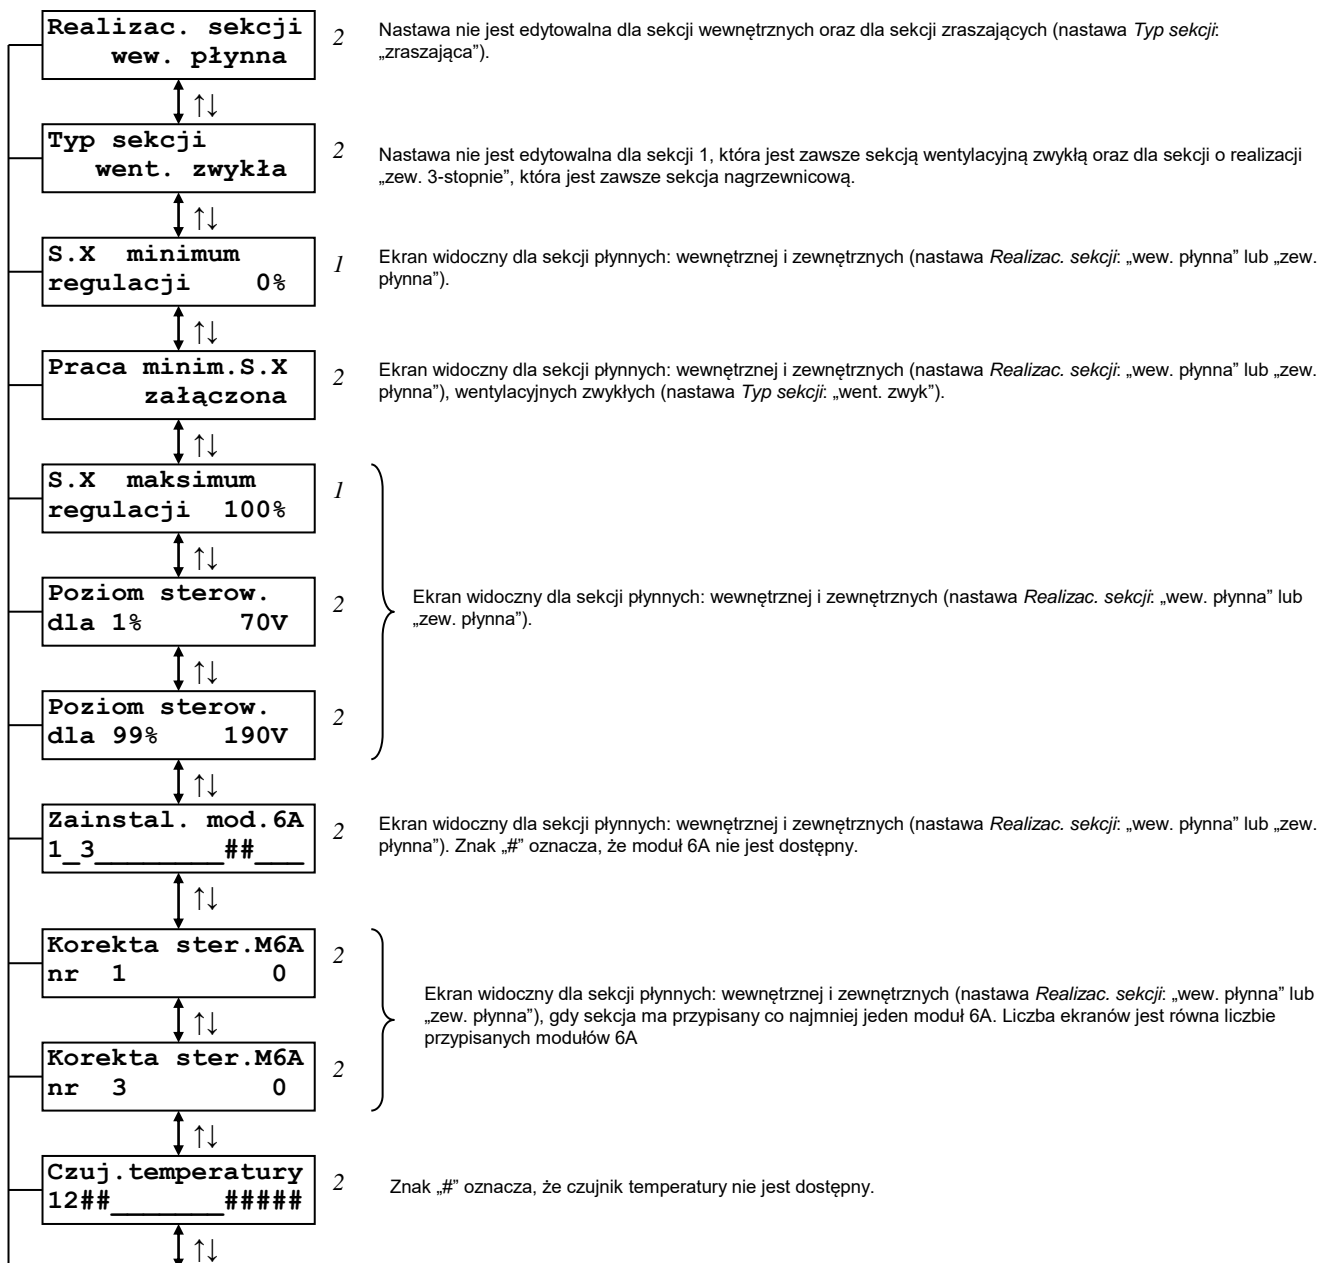 Realizac. sekcji
wew. płynna
2
Nastawa nie jest edytowalna dla sekcji wewnętrznych oraz dla sekcji zraszających (nastawa Typ sekcji:
„zraszająca”).
↑↓
Typ sekcji
went. zwykła
2
Nastawa nie jest edytowalna dla sekcji 1, która jest zawsze sekcją wentylacyjną zwykłą oraz dla sekcji o realizacji
„zew. 3-stopnie”, która jest zawsze sekcja nagrzewnicową.
↑↓
S.X minimum
regulacji 0%
1
Ekran widoczny dla sekcji płynnych: wewnętrznej i zewnętrznych (nastawa Realizac. sekcji: „wew. płynna” lub „zew.
płynna”).
↑↓
Praca minim.S.X
załączona
2
Ekran widoczny dla sekcji płynnych: wewnętrznej i zewnętrznych (nastawa Realizac. sekcji: „wew. płynna” lub „zew.
płynna”), wentylacyjnych zwykłych (nastawa Typ sekcji: „went. zwyk”).
↑↓
S.X maksimum
regulacji 100%
1
↑↓
Poziom sterow.
dla 1% 70V
2
Ekran widoczny dla sekcji płynnych: wewnętrznej i zewnętrznych (nastawa Realizac. sekcji: „wew. płynna” lub
„zew. płynna”).
↑↓
Poziom sterow.
dla 99% 190V
2
↑↓
Zainstal. mod.6A
1_3________##___
2
Ekran widoczny dla sekcji płynnych: wewnętrznej i zewnętrznych (nastawa Realizac. sekcji: „wew. płynna” lub „zew.
płynna”). Znak „#” oznacza, że moduł 6A nie jest dostępny.
↑↓
Korekta ster.M6A
nr 1 0
2
Ekran widoczny dla sekcji płynnych: wewnętrznej i zewnętrznych (nastawa Realizac. sekcji: „wew. płynna” lub
„zew. płynna”), gdy sekcja ma przypisany co najmniej jeden moduł 6A. Liczba ekranów jest równa liczbie
przypisanych modułów 6A
↑↓
Korekta ster.M6A
nr 3 0
2
↑↓
Czuj.temperatury
12##_______#####
2
Znak „#” oznacza, że czujnik temperatury nie jest dostępny.
↑↓